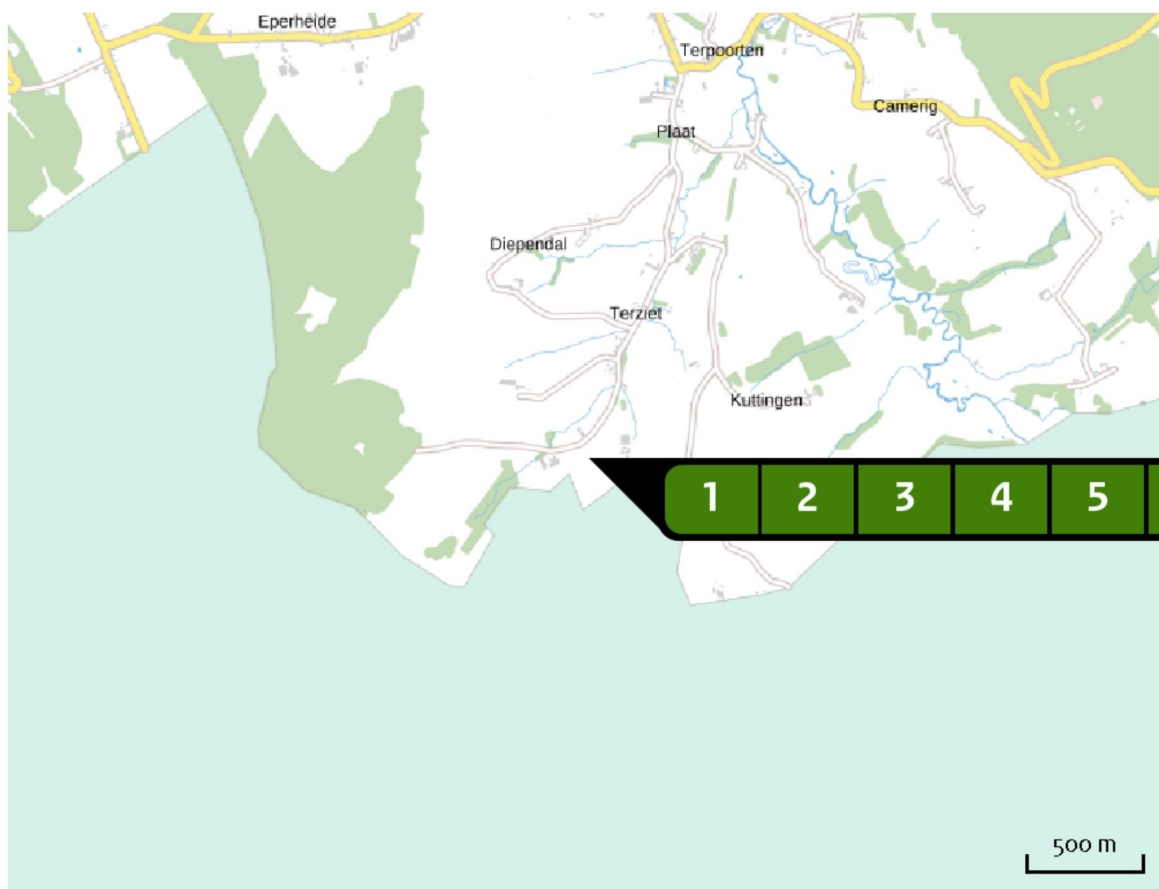 Eperheide
Terpoorten
Camerig
Plaat
Diependal
Terziet
Kuttingen
1 2 3 4 5
500 m